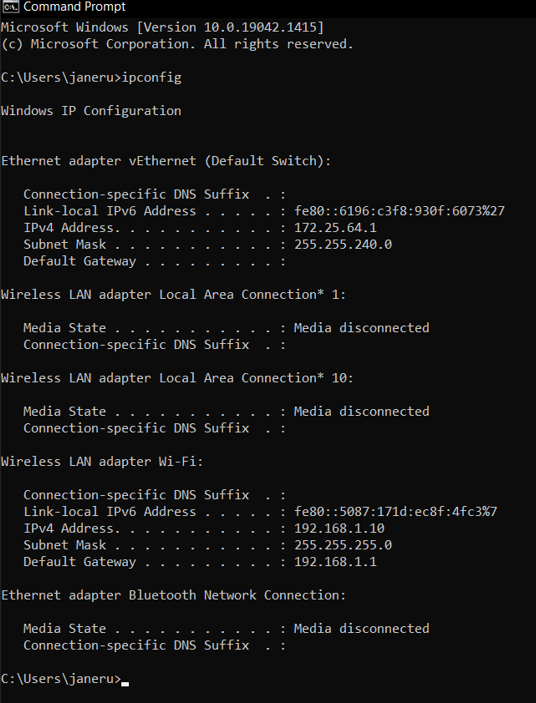 Command Prompt
Microsoft Windows [Version 10.0.19042.1415]
(c) Microsoft Corporation. All rights reserved.
C:\Users\janeru>ipconfig
Windows IP Configuration
Ethernet adapter vEthernet (Default Switch):
Connection-specific DNS Suffix  . :
Link-local IPv6 Address . . . . . : fe80::6196:c3f8:930f:6073%27
IPv4 Address. . . . . . . . . . . : 172.25.64.1
Subnet Mask . . . . . . . . . . . : 255.255.240.0
Default Gateway . . . . . . . . . :
Wireless LAN adapter Local Area Connection* 1:
Media State . . . . . . . . . . . : Media disconnected
Connection-specific DNS Suffix  . :
Wireless LAN adapter Local Area Connection* 10:
Media State . . . . . . . . . . . : Media disconnected
Connection-specific DNS Suffix  . :
Wireless LAN adapter Wi-Fi:
Connection-specific DNS Suffix  . :
Link-local IPv6 Address . . . . . : fe80::5087:171d:ec8f:4fc3%7
IPv4 Address. . . . . . . . . . . : 192.168.1.10
Subnet Mask . . . . . . . . . . . : 255.255.255.0
Default Gateway . . . . . . . . . : 192.168.1.1
Ethernet adapter Bluetooth Network Connection:
Media State . . . . . . . . . . . : Media disconnected
Connection-specific DNS Suffix  . :
C:\Users\janeru>